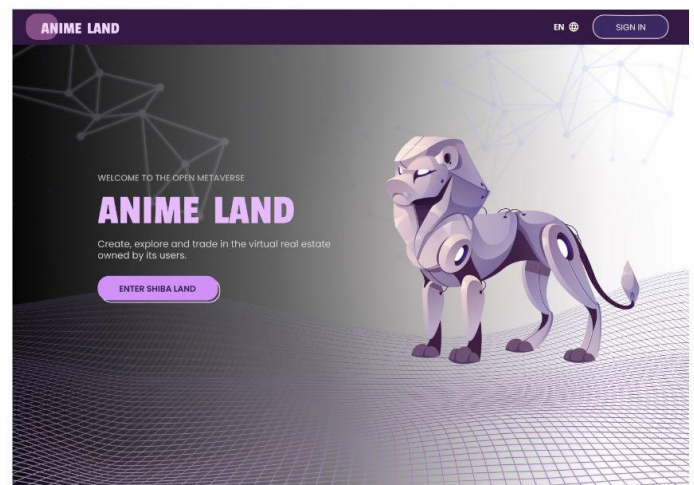 ANIME LAND
EN
SIGN IN
WELCOME TO THE OPEN METAVERSE
ANIME LAND
Create, explore and trade in the virtual real estate
owned by its users.
ENTER SHIBA LAND